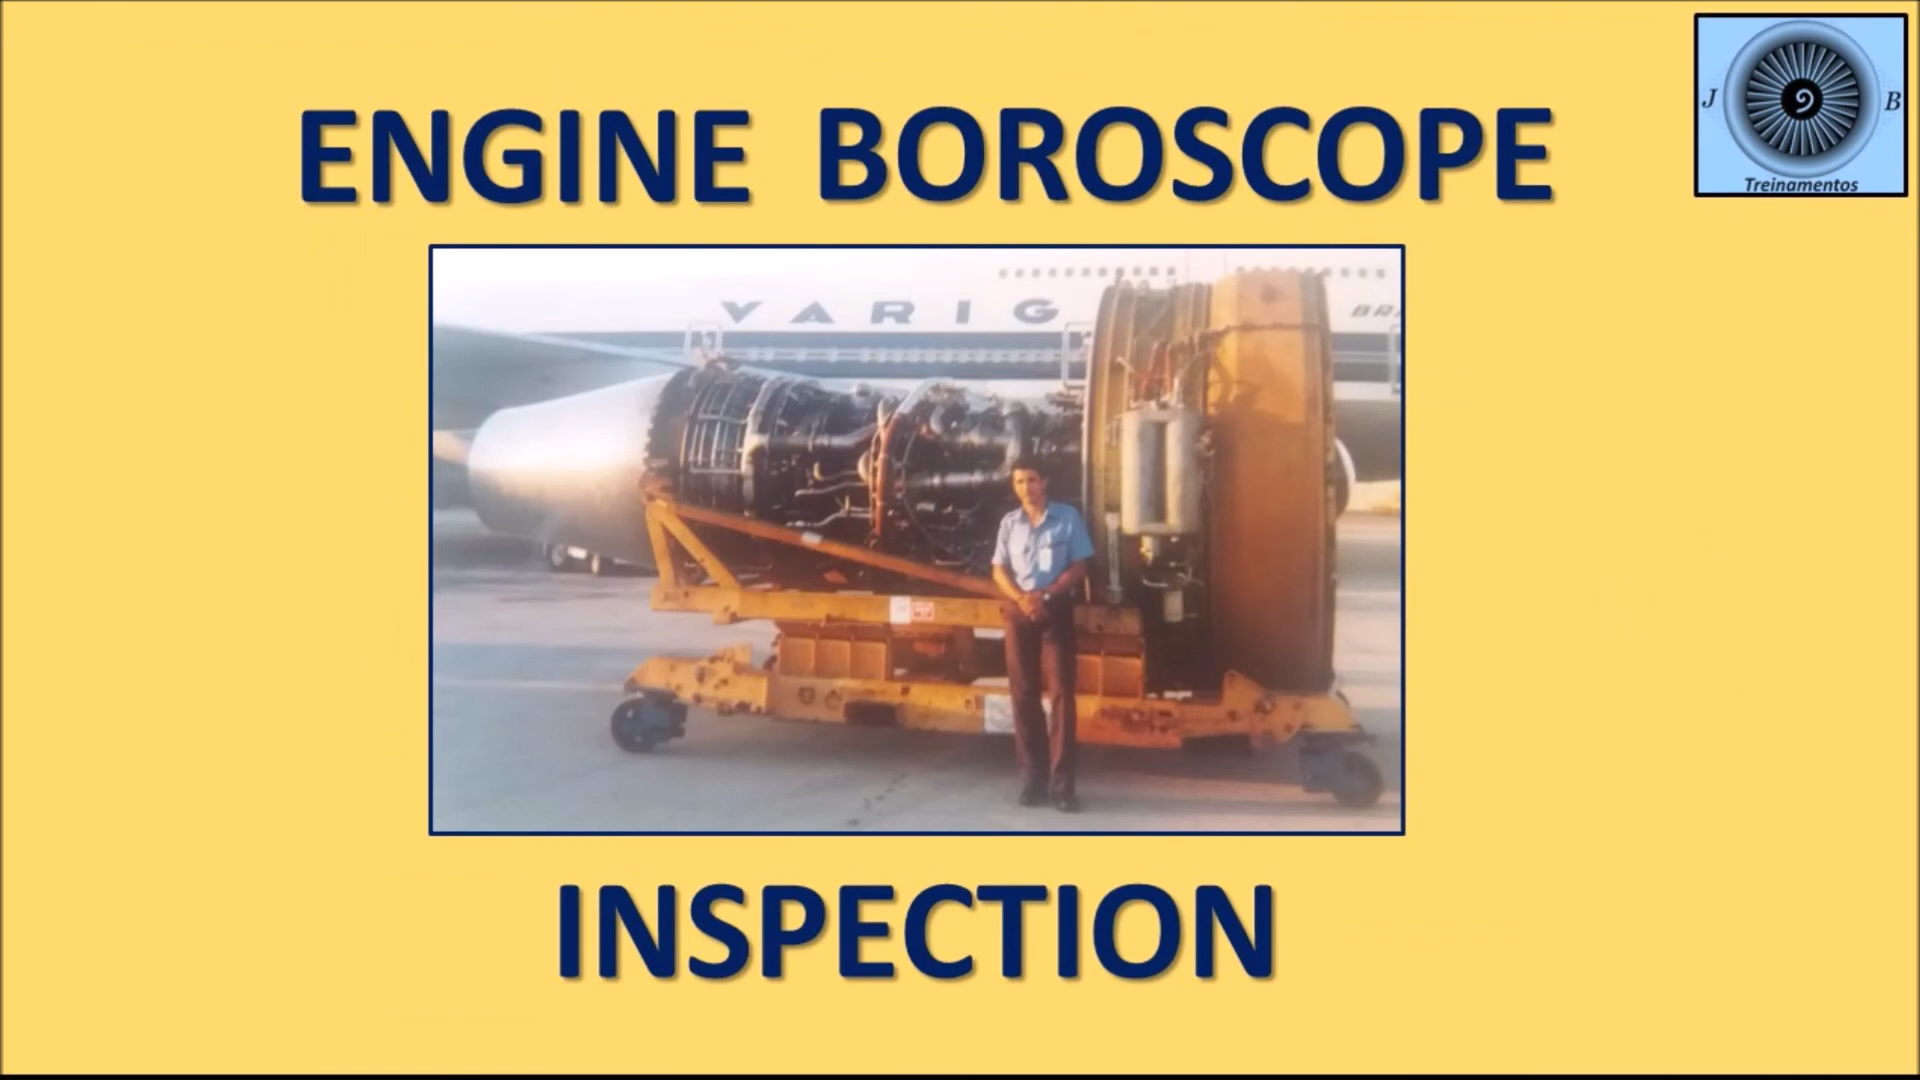 ENGINE BOROSCOPE
J B
Treinamentos
VARIG
INSPECTION